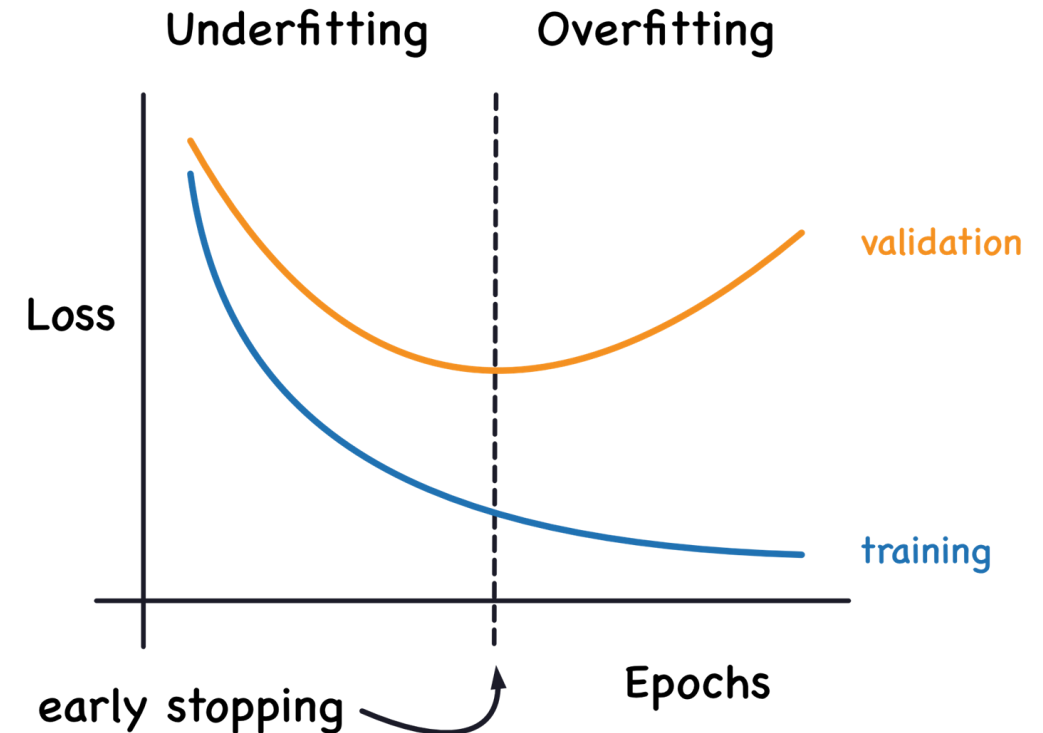 Underfitting
Overfitting
validation
Loss
training
Epochs
early stopping